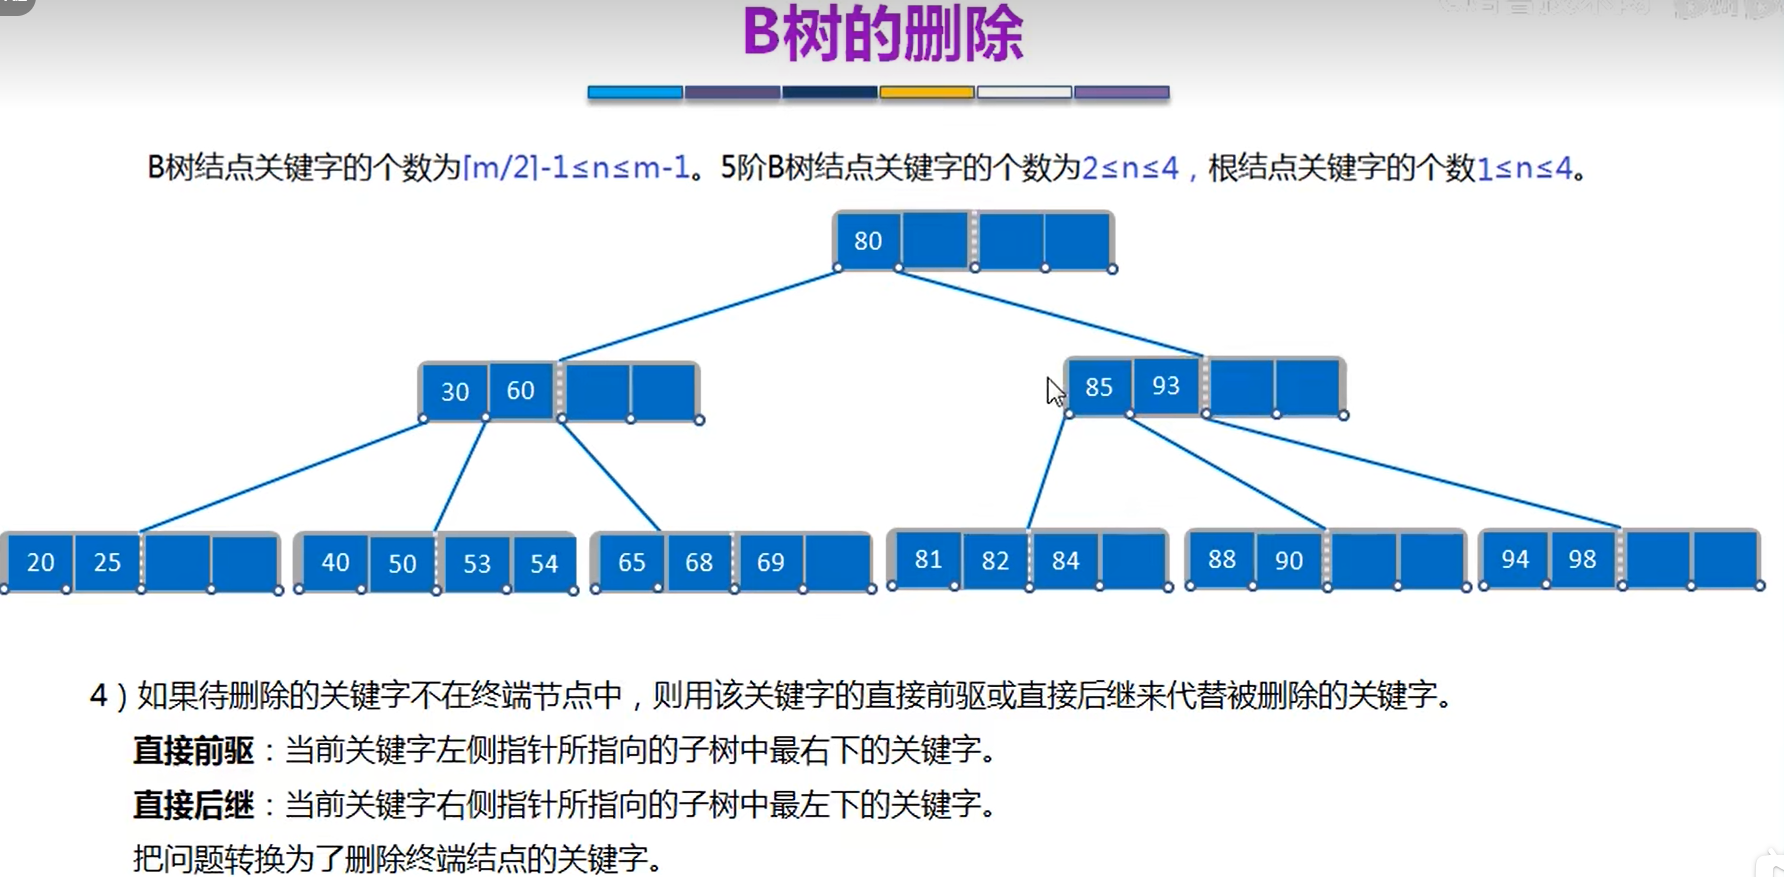 B树的删除
B树结点关键字的个数为⌈m/2⌉-1≤n≤m-1。5阶B树结点关键字的个数为2≤n≤4，根结点关键字的个数1≤n≤4。
80
30 60 85 93
20 25 40 50 53 54 65 68 69 81 82 84 88 90 94 98
4）如果待删除的关键字不在终端节点中，则用该关键字的直接前驱或直接后继来代替被删除的关键字。
直接前驱：当前关键字左侧指针所指向的子树中最右下的关键字。
直接后继：当前关键字右侧指针所指向的子树中最左下的关键字。
把问题转换为了删除终端结点的关键字。